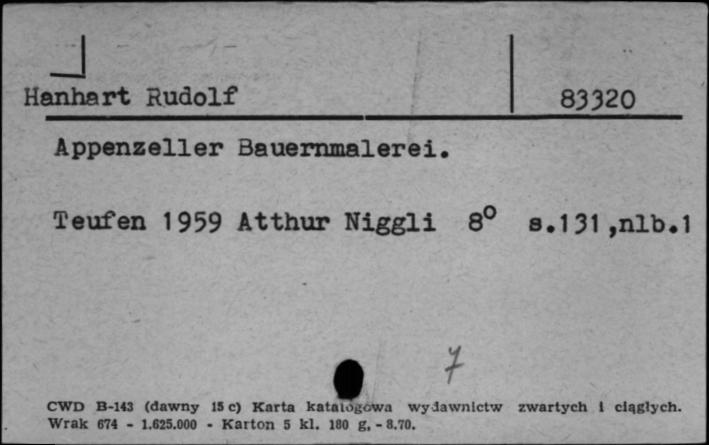 Hanhart Rudolf 83320
Appenzeller Bauernmalerei.
Teufen 1959 Atthur Niggli 8° s.131,nlb.1
7
CWD B-143 (dawny 15 c) Karta katalogowa wydawnictw zwartych i ciągłych.
Wrak 674 - 1.625.000 - Karton 5 kl. 180 g, - 8.70.